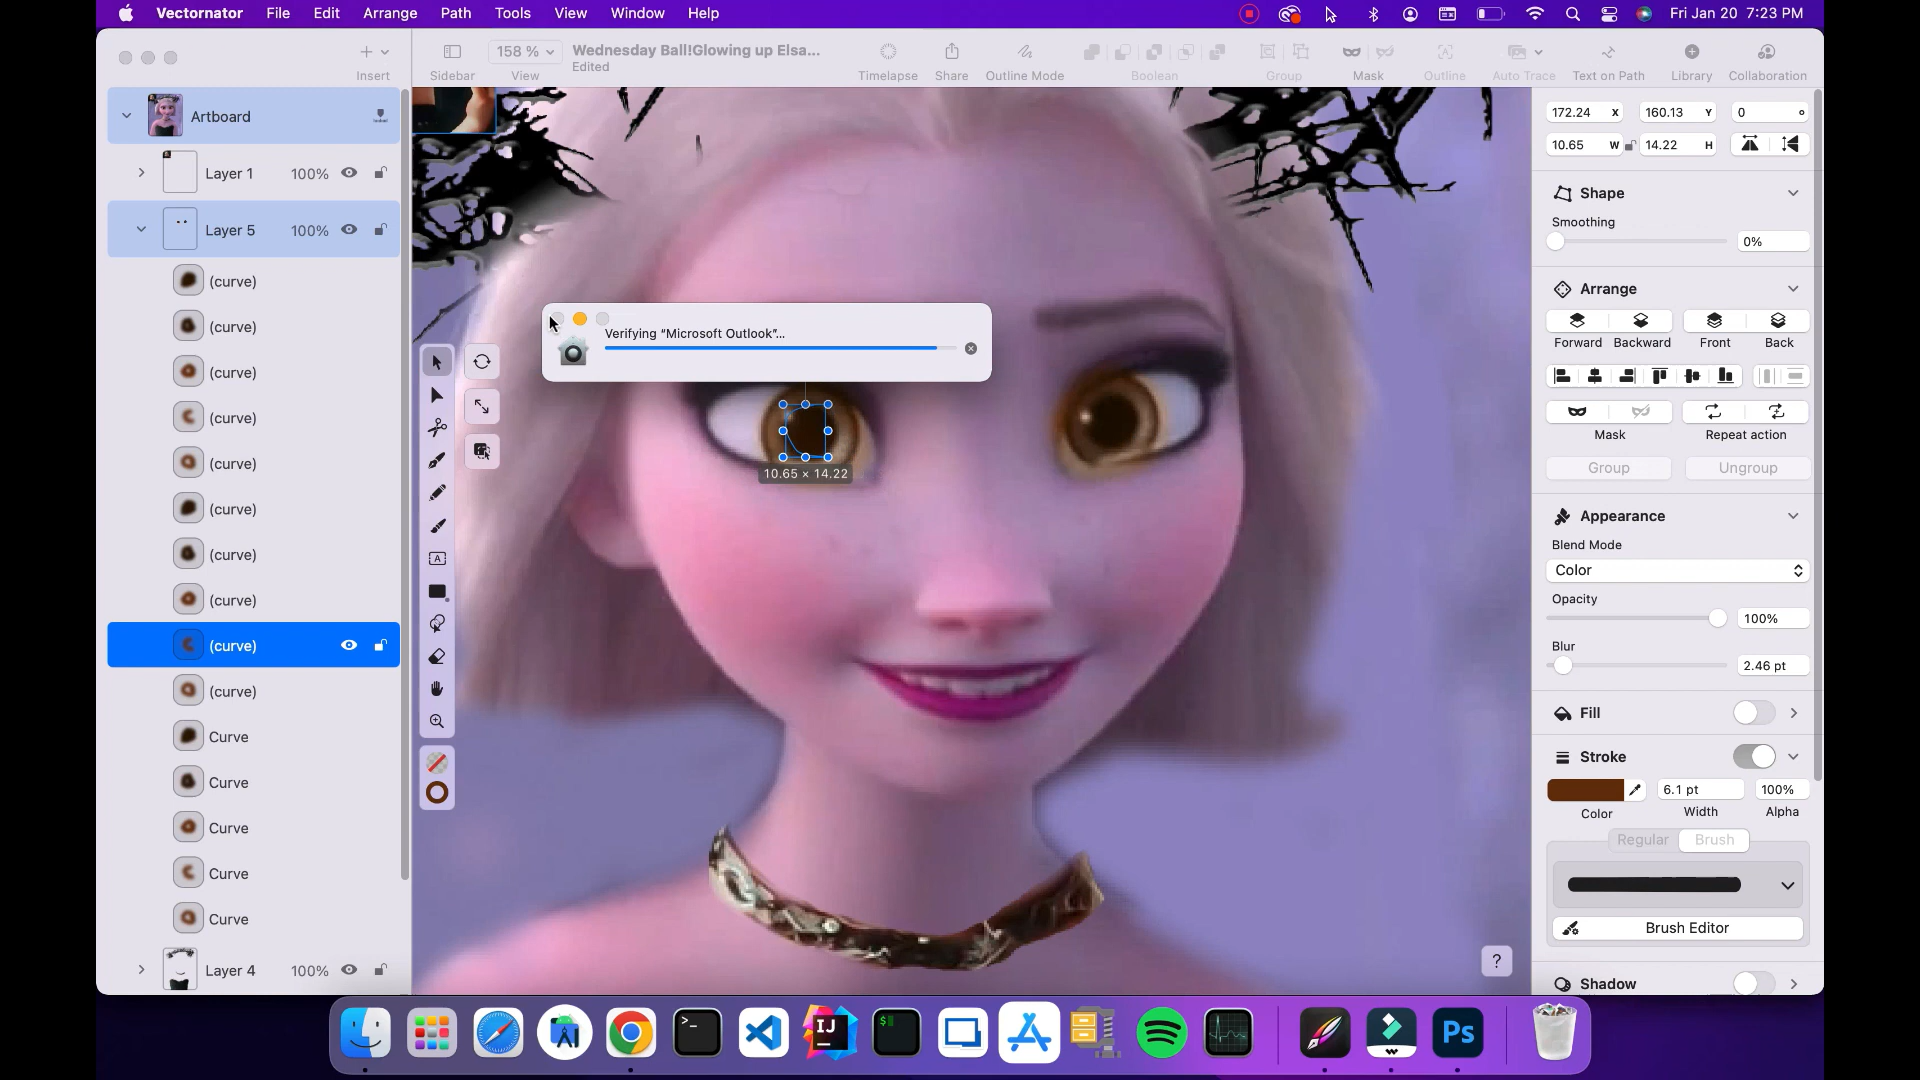 Vectornator File Edit Arrange Path Tools View Window Help Fri Jan 20 7:23 PM
158 % Wednesday Ball!Glowing up Elsa...
Edited
Insert Sidebar View Timelapse Share Outline Mode Boolean Group Mask Outline Auto Trace Text on Path Library Collaboration
Artboard
Layer 1 100%
Layer 5 100%
(curve)
(curve)
(curve)
(curve)
(curve)
(curve)
(curve)
(curve)
(curve)
(curve)
Curve
Curve
Curve
Curve
Curve
Layer 4 100%
Verifying “Microsoft Outlook”...
10.65 × 14.22
A
?
172.24 X 160.13 Y 0 °
10.65 W 14.22 H
Shape
Smoothing
0%
Arrange
Forward Backward Front Back
Mask Repeat action
Group Ungroup
Appearance
Blend Mode
Color
Opacity
100%
Blur
2.46 pt
Fill
Stroke
6.1 pt 100%
Color Width Alpha
Regular Brush
Brush Editor
Shadow
>_ IJ $ Ps